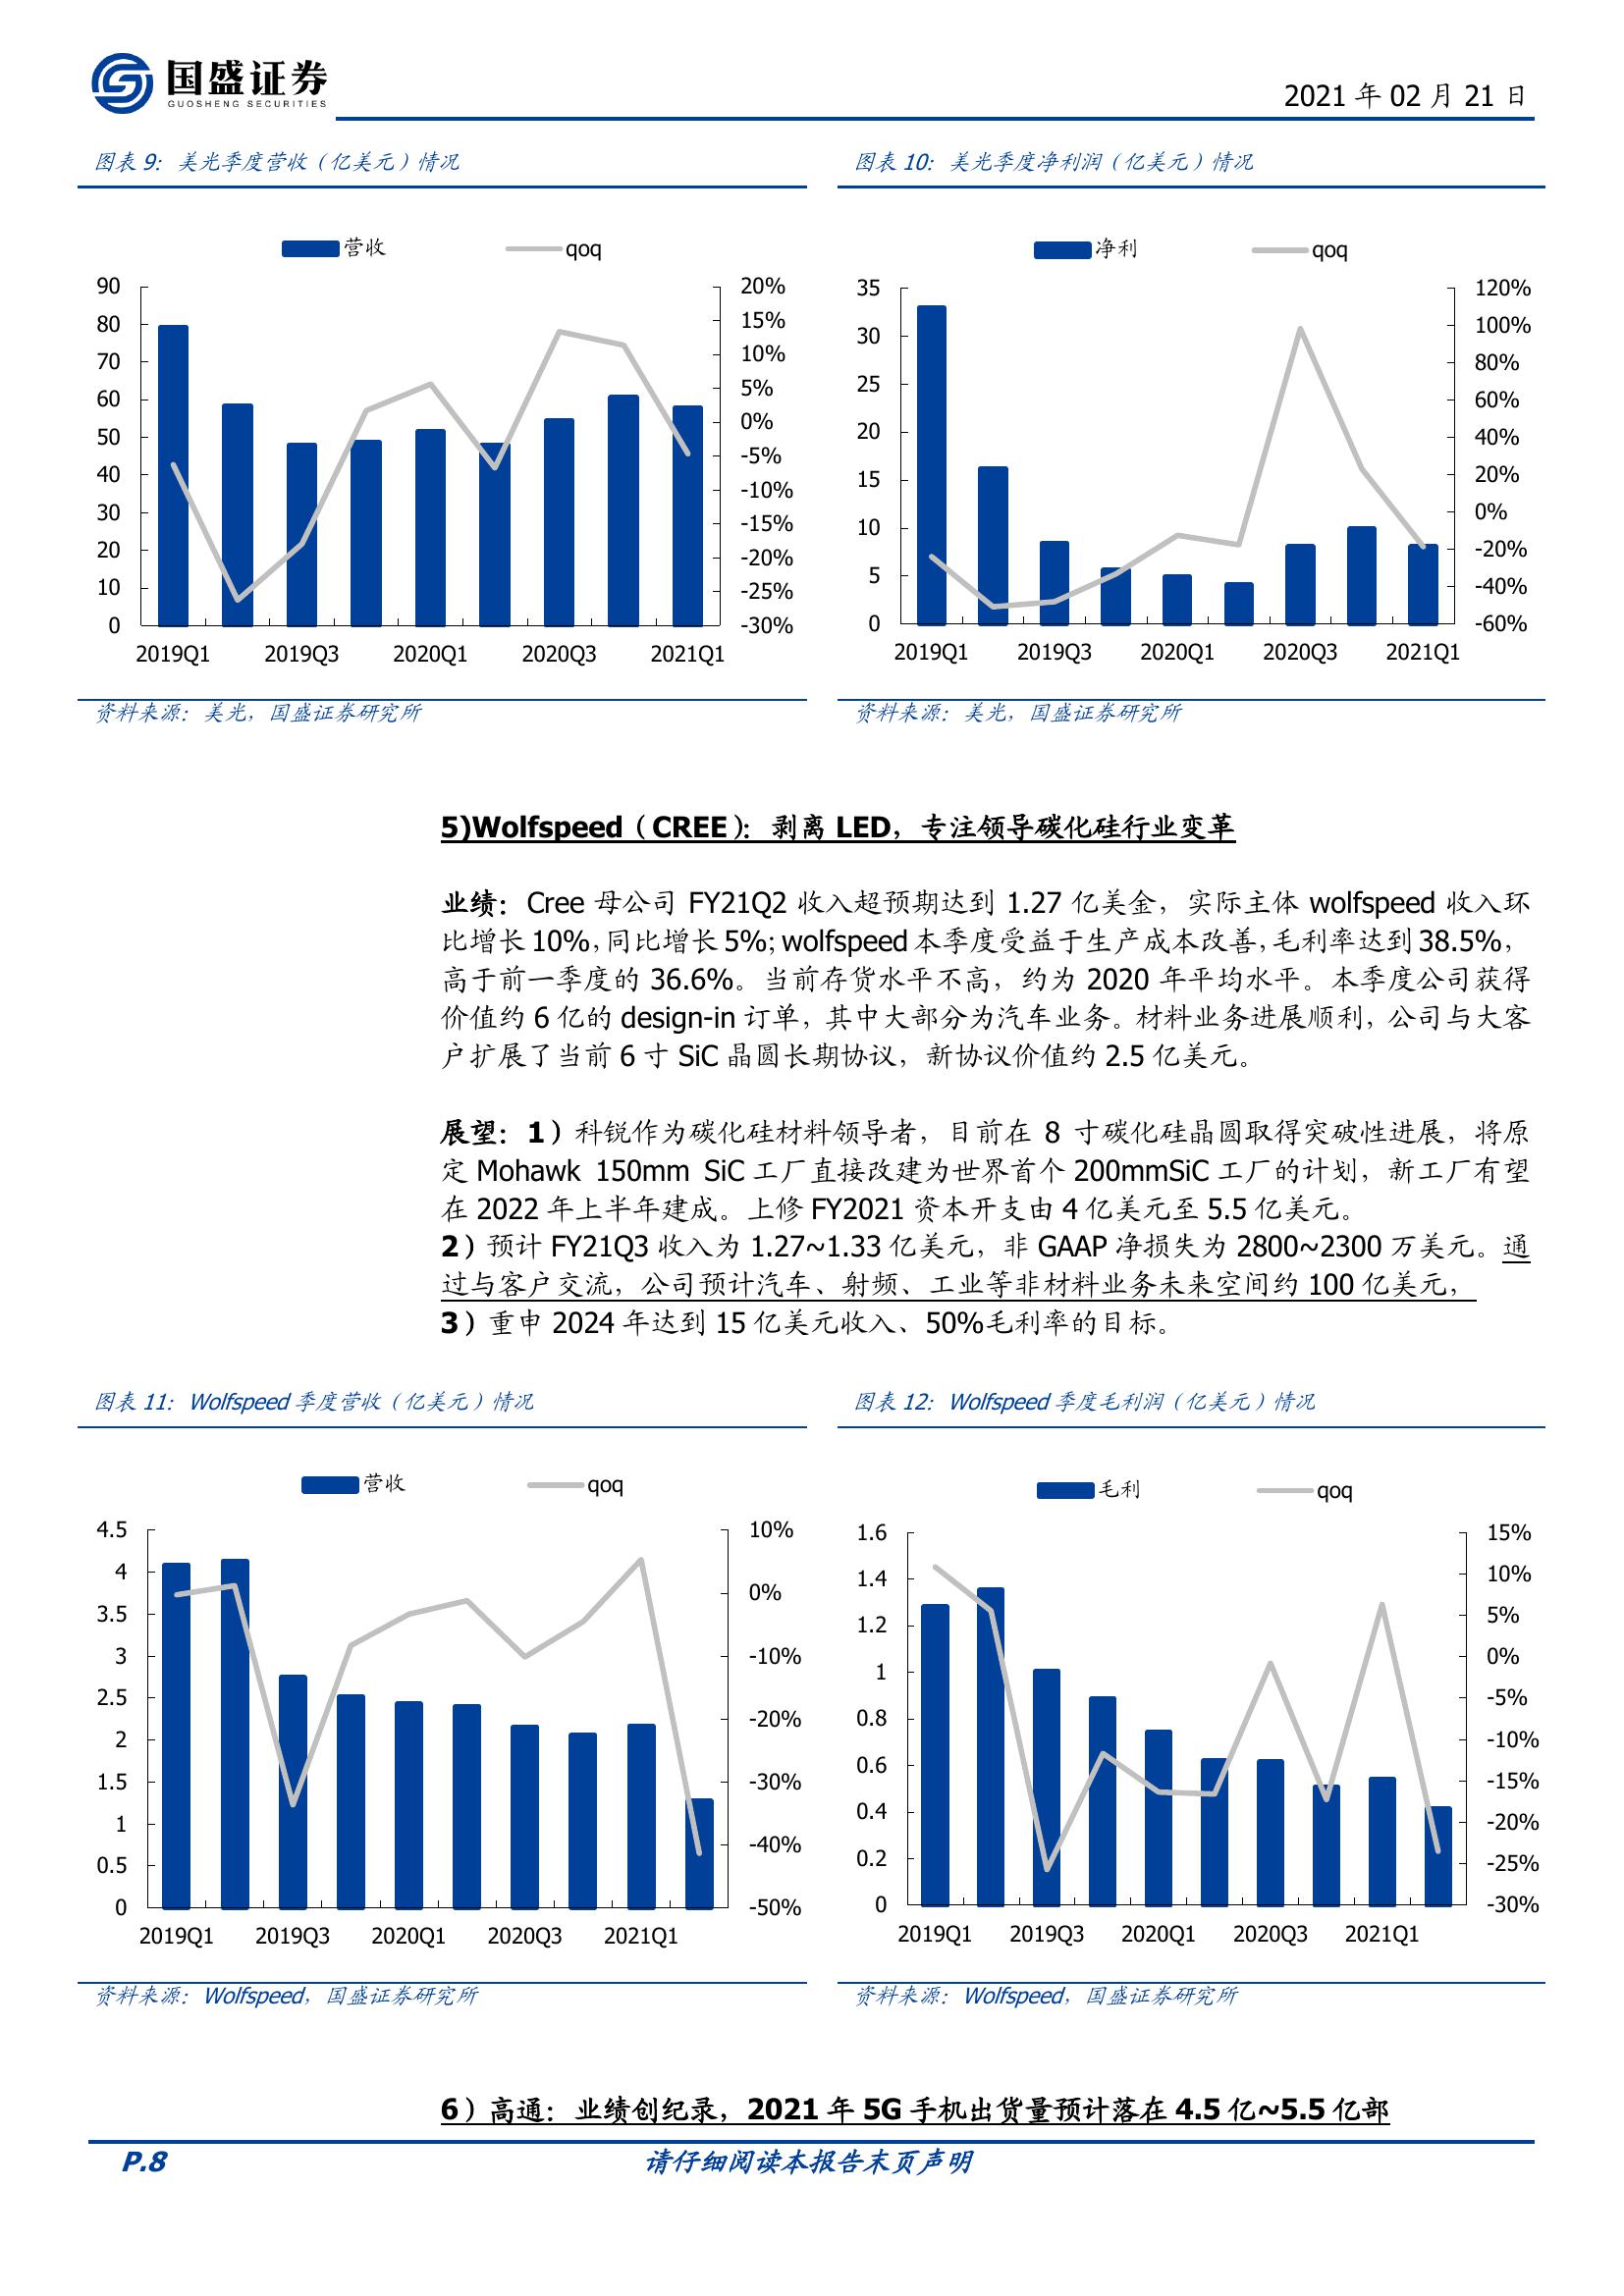 国盛证券
GUOSHENG SECURITIES
2021 年 02 月 21 日
图表 9：美光季度营收（亿美元）情况
营收
qoq
90
80
70
60
50
40
30
20
10
0
20%
15%
10%
5%
0%
-5%
-10%
-15%
-20%
-25%
-30%
2019Q1 2019Q3 2020Q1 2020Q3 2021Q1
资料来源：美光，国盛证券研究所
图表 10：美光季度净利润（亿美元）情况
净利
qoq
35
30
25
20
15
10
5
0
120%
100%
80%
60%
40%
20%
0%
-20%
-40%
-60%
2019Q1 2019Q3 2020Q1 2020Q3 2021Q1
资料来源：美光，国盛证券研究所
5)Wolfspeed（CREE）：剥离 LED，专注领导碳化硅行业变革
业绩：Cree 母公司 FY21Q2 收入超预期达到 1.27 亿美金，实际主体 wolfspeed 收入环
比增长 10%，同比增长 5%；wolfspeed 本季度受益于生产成本改善，毛利率达到 38.5%，
高于前一季度的 36.6%。当前存货水平不高，约为 2020 年平均水平。本季度公司获得
价值约 6 亿的 design-in 订单，其中大部分为汽车业务。材料业务进展顺利，公司与大客
户扩展了当前 6 寸 SiC 晶圆长期协议，新协议价值约 2.5 亿美元。
展望：1）科锐作为碳化硅材料领导者，目前在 8 寸碳化硅晶圆取得突破性进展，将原
定 Mohawk 150mm SiC 工厂直接改建为世界首个 200mmSiC 工厂的计划，新工厂有望
在 2022 年上半年建成。上修 FY2021 资本开支由 4 亿美元至 5.5 亿美元。
2）预计 FY21Q3 收入为 1.27~1.33 亿美元，非 GAAP 净损失为 2800~2300 万美元。通
过与客户交流，公司预计汽车、射频、工业等非材料业务未来空间约 100 亿美元，
3）重申 2024 年达到 15 亿美元收入、50%毛利率的目标。
图表 11：Wolfspeed 季度营收（亿美元）情况
营收
qoq
4.5
4
3.5
3
2.5
2
1.5
1
0.5
0
10%
0%
-10%
-20%
-30%
-40%
-50%
2019Q1 2019Q3 2020Q1 2020Q3 2021Q1
资料来源：Wolfspeed，国盛证券研究所
图表 12：Wolfspeed 季度毛利润（亿美元）情况
毛利
qoq
1.6
1.4
1.2
1
0.8
0.6
0.4
0.2
0
15%
10%
5%
0%
-5%
-10%
-15%
-20%
-25%
-30%
2019Q1 2019Q3 2020Q1 2020Q3 2021Q1
资料来源：Wolfspeed，国盛证券研究所
6）高通：业绩创纪录，2021 年 5G 手机出货量预计落在 4.5 亿~5.5 亿部
P.8
请仔细阅读本报告末页声明